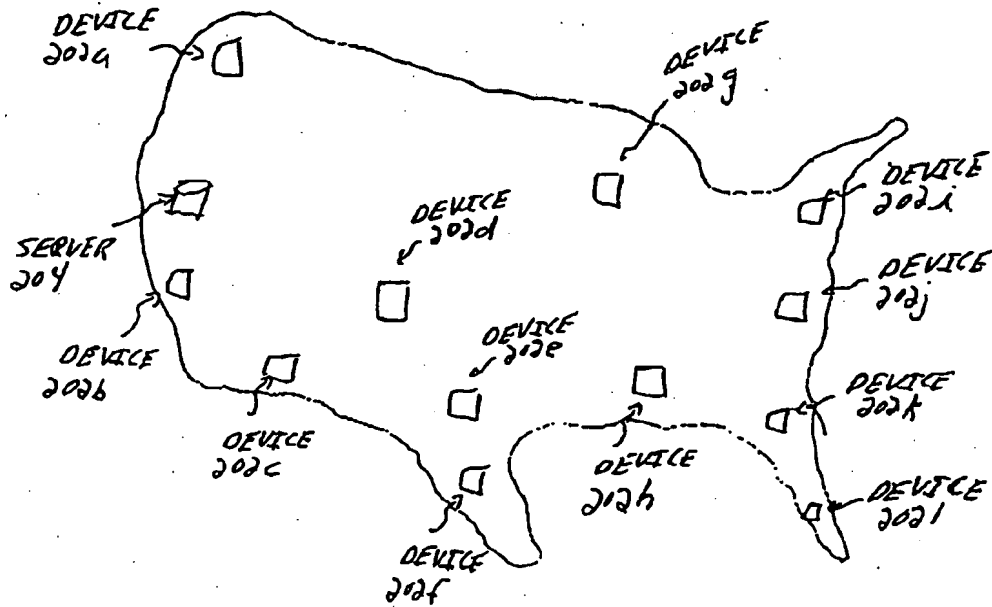 DEVICE
202a
DEVICE
202g
DEVICE
202d
DEVICE
202i
SERVER
204
DEVICE
202j
DEVICE
202b
DEVICE
202e
DEVICE
202k
DEVICE
202c
DEVICE
202h
DEVICE
202l
DEVICE
202f